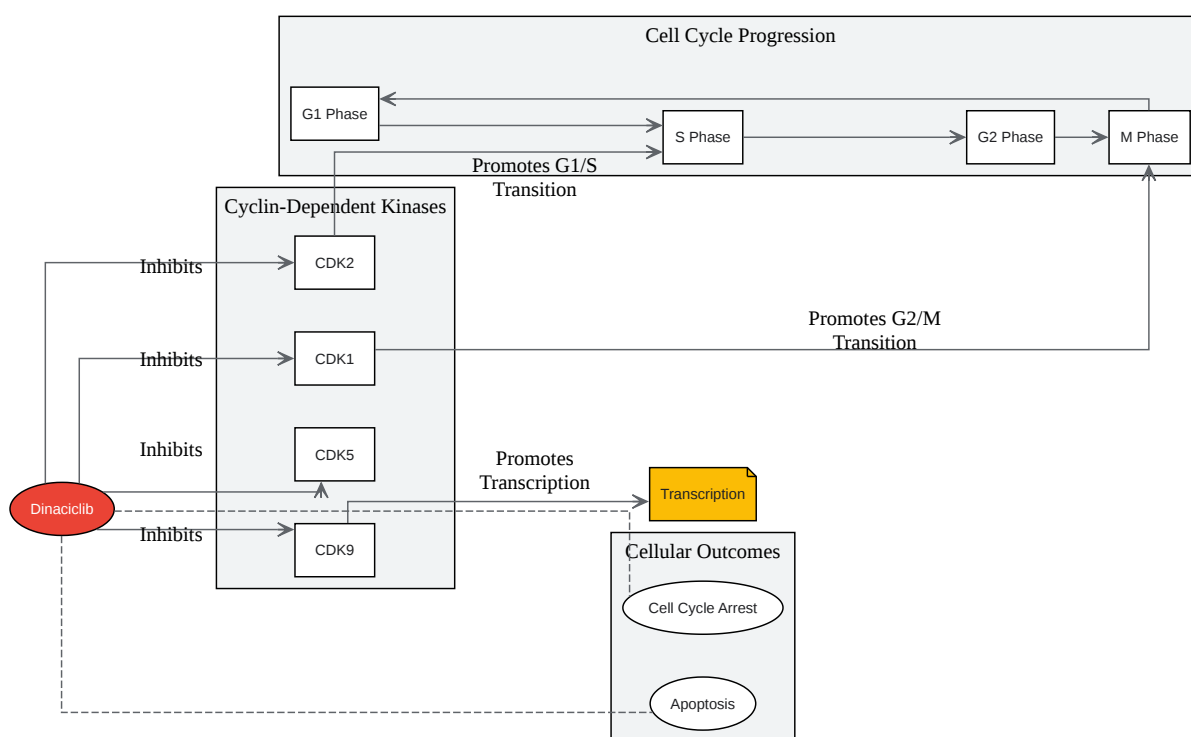 Cell Cycle Progression
G1 Phase
S Phase
G2 Phase
M Phase
Promotes G1/S
Transition
Cyclin-Dependent Kinases
CDK2
Inhibits
Promotes G2/M
Transition
CDK1
Inhibits
CDK5
Inhibits
Promotes
Transcription
Transcription
Dinaciclib
CDK9
Inhibits
Cellular Outcomes
Cell Cycle Arrest
Apoptosis